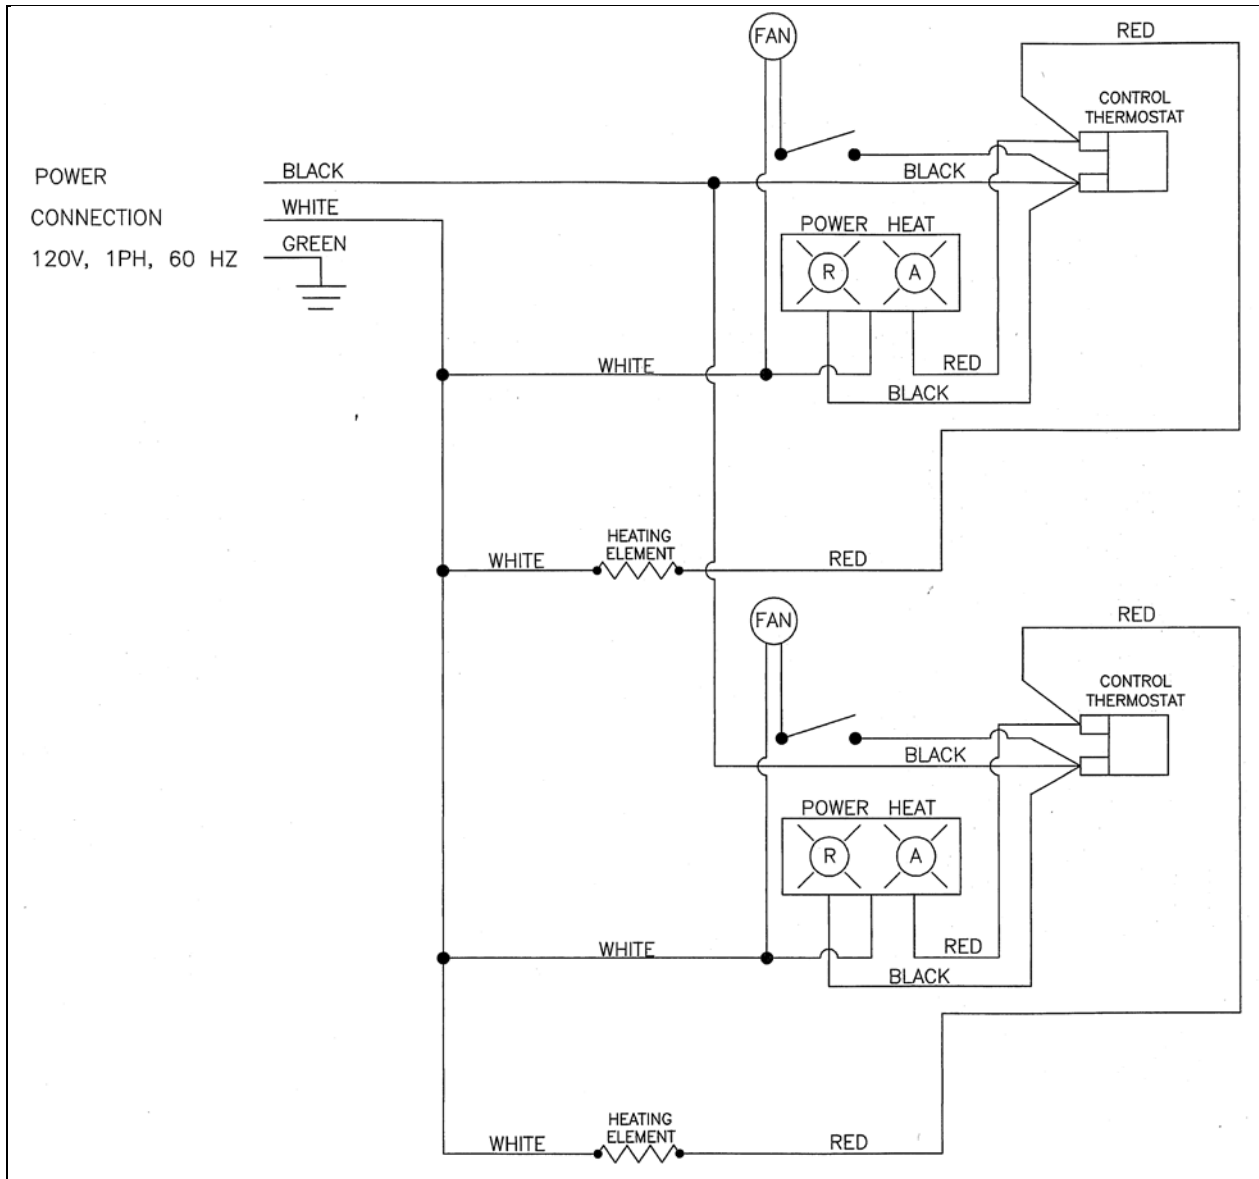 FAN
RED
CONTROL
THERMOSTAT
POWER
BLACK
BLACK
CONNECTION
WHITE
POWER HEAT
120V, 1PH, 60 HZ
GREEN
R A
WHITE
RED
BLACK
HEATING
ELEMENT
WHITE
RED
FAN
RED
CONTROL
THERMOSTAT
BLACK
POWER HEAT
R A
WHITE
RED
BLACK
HEATING
ELEMENT
WHITE
RED